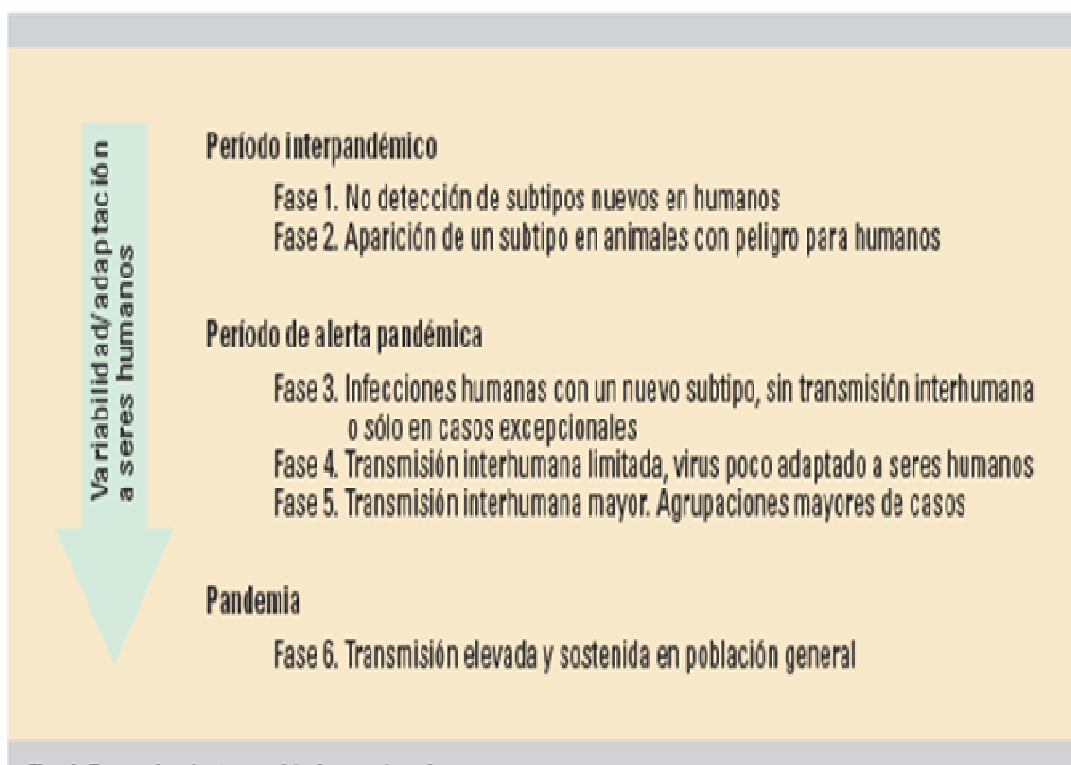 Variabilidad/adaptación
a seres humanos
Período interpandémico
Fase 1. No detección de subtipos nuevos en humanos
Fase 2. Aparición de un subtipo en animales con peligro para humanos
Período de alerta pandémica
Fase 3. Infecciones humanas con un nuevo subtipo, sin transmisión interhumana
o sólo en casos excepcionales
Fase 4. Transmisión interhumana limitada, virus poco adaptado a seres humanos
Fase 5. Transmisión interhumana mayor. Agrupaciones mayores de casos
Pandemia
Fase 6. Transmisión elevada y sostenida en población general